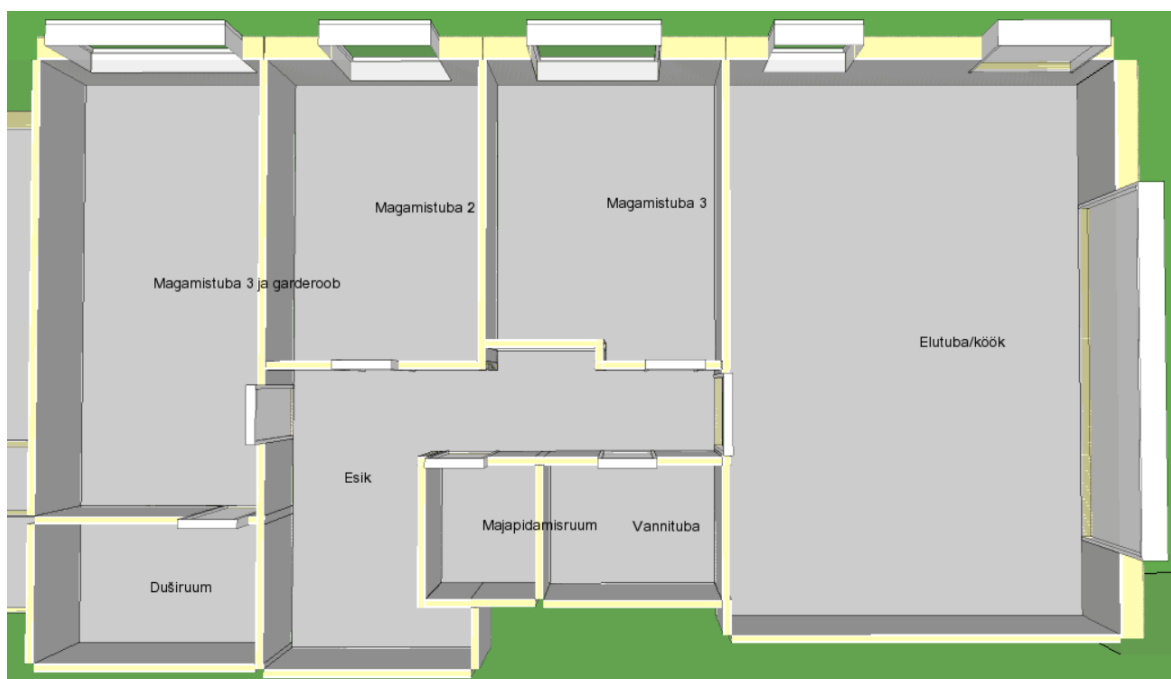 Magamistuba 2
Magamistuba 3
Magamistuba 3 ja garderoob
Elutuba/köök
Esik
Majapidamisruum
Vannituba
Duširuum